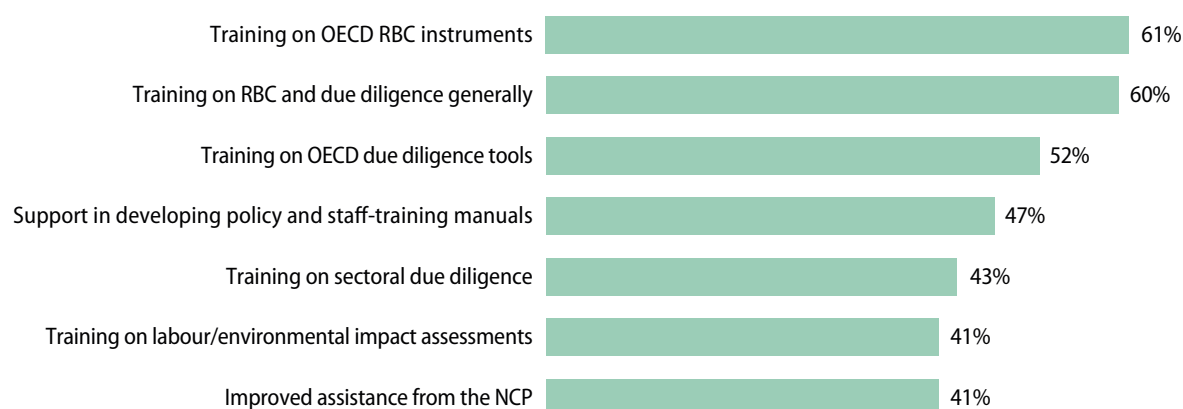 Training on OECD RBC instruments 61%
Training on RBC and due diligence generally 60%
Training on OECD due diligence tools 52%
Support in developing policy and staff-training manuals 47%
Training on sectoral due diligence 43%
Training on labour/environmental impact assessments 41%
Improved assistance from the NCP 41%